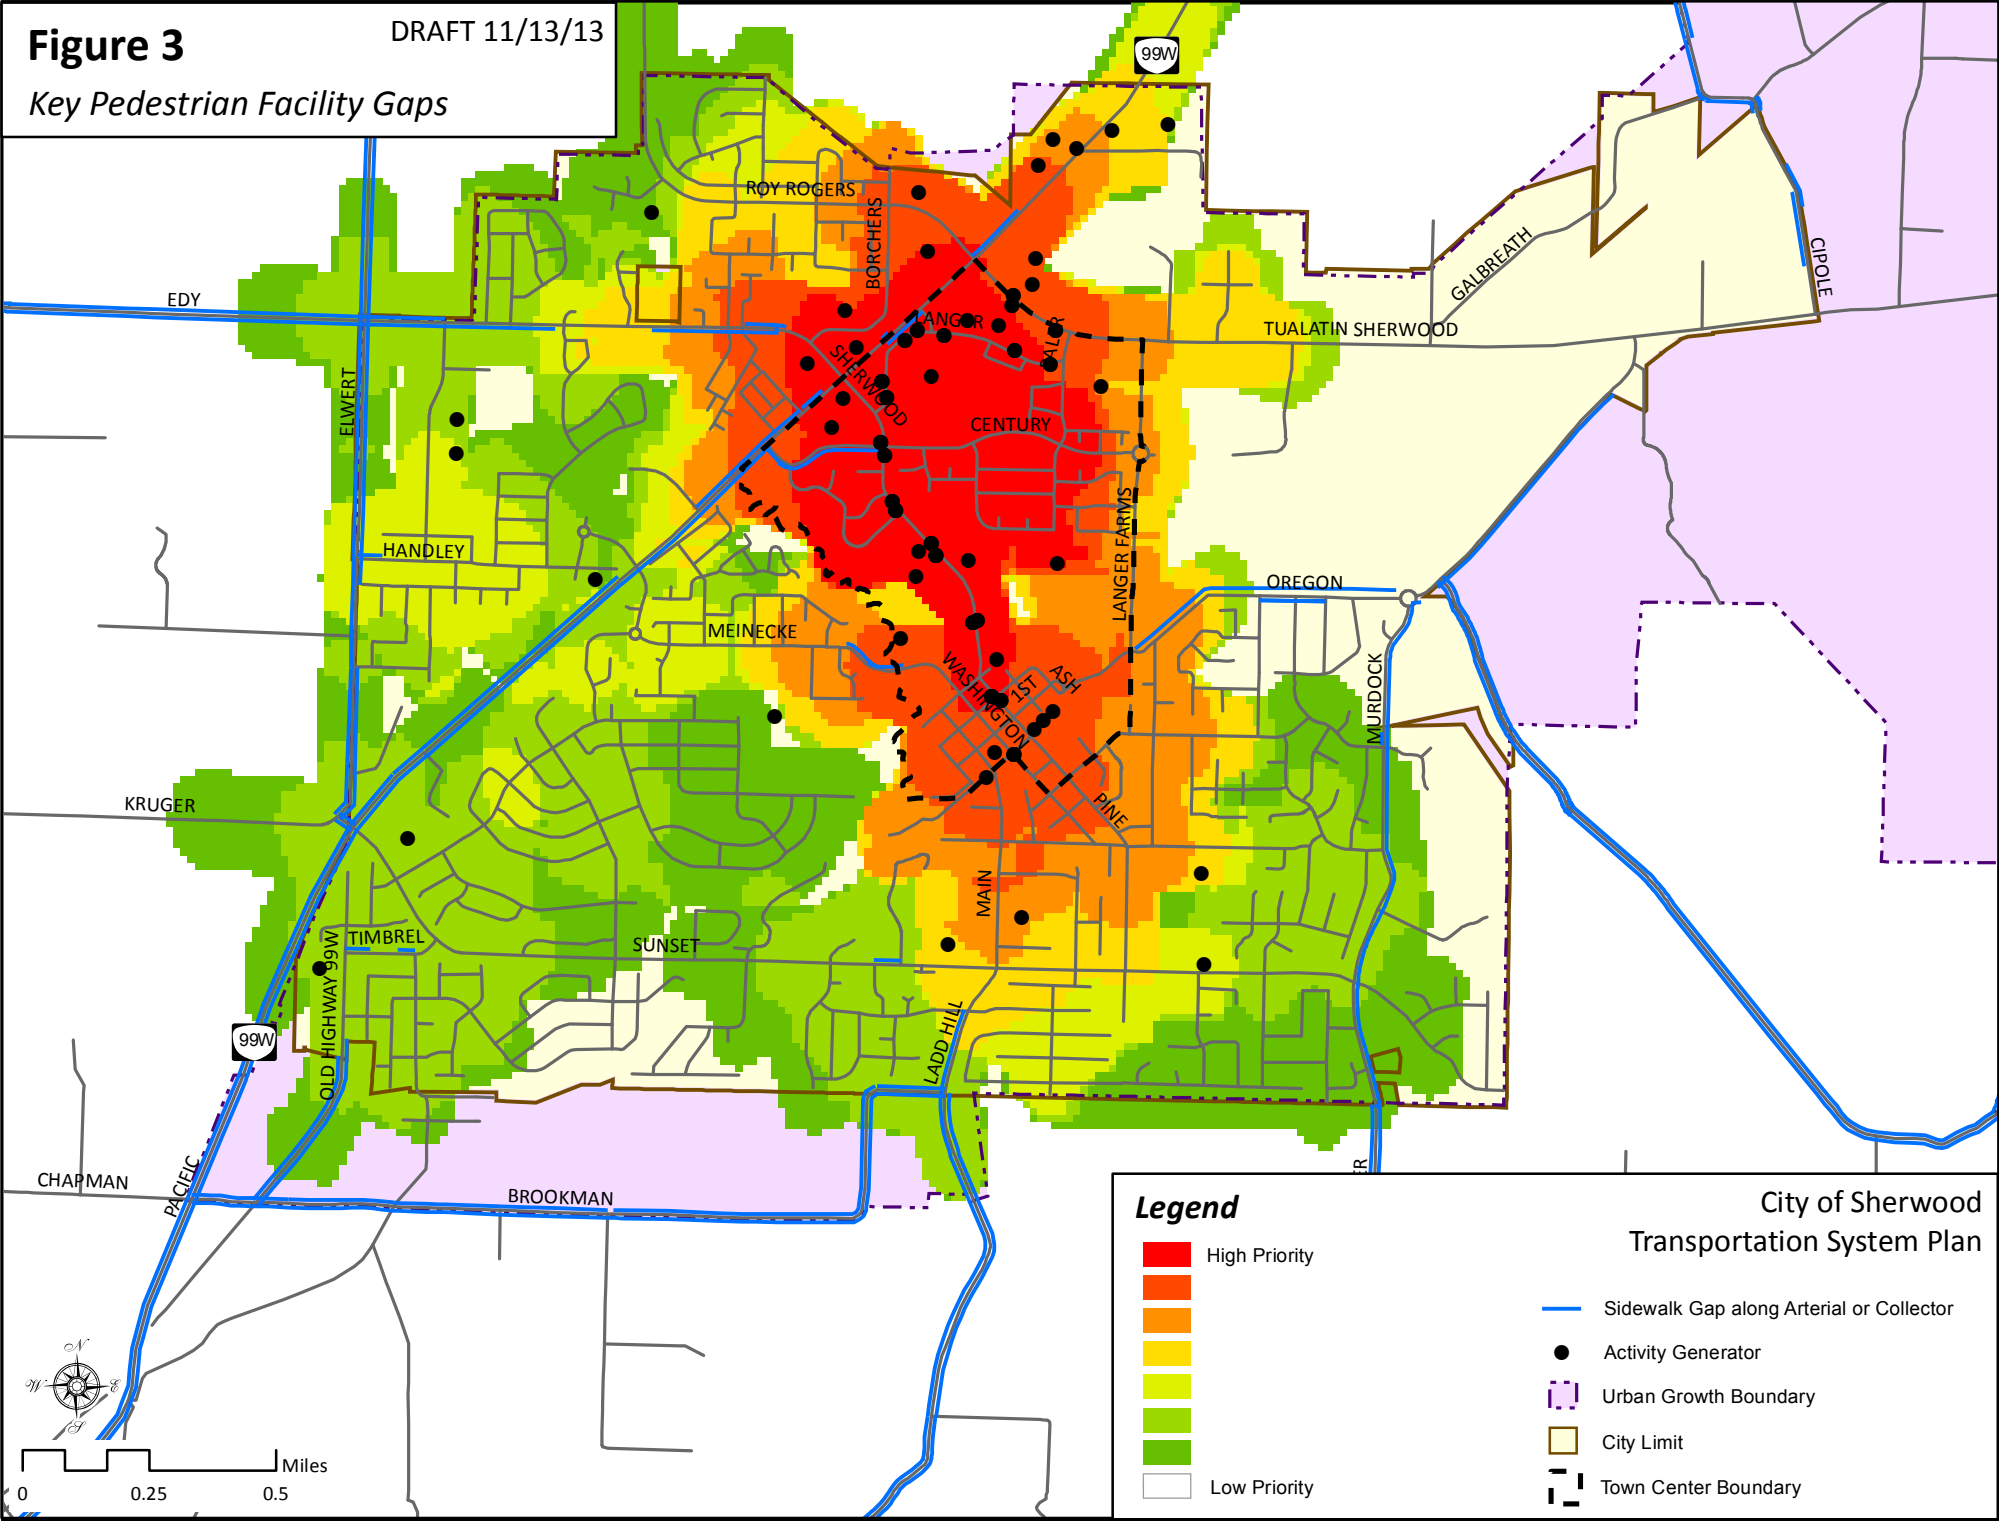 Figure 3
DRAFT 11/13/13
Key Pedestrian Facility Gaps
99W
ROY ROGERS
BORCHERS
EDY
LANGER
SHERWOOD
CENTURY
TUALATIN SHERWOOD
GALBREATH
CIPOLE
ELWERT
HANDLEY
LANGER FARMS
OREGON
MEINECKE
WASHINGTON
1ST
ASH
MURDOCK
PINE
KRUGER
MAIN
TIMBREL
SUNSET
OLD HIGHWAY 99W
99W
LADD HILL
CHAPMAN
PACIFIC
BROOKMAN
ER
N
W
E
S
Miles
0
0.25
0.5
Legend
High Priority
Low Priority
City of Sherwood
Transportation System Plan
Sidewalk Gap along Arterial or Collector
Activity Generator
Urban Growth Boundary
City Limit
Town Center Boundary